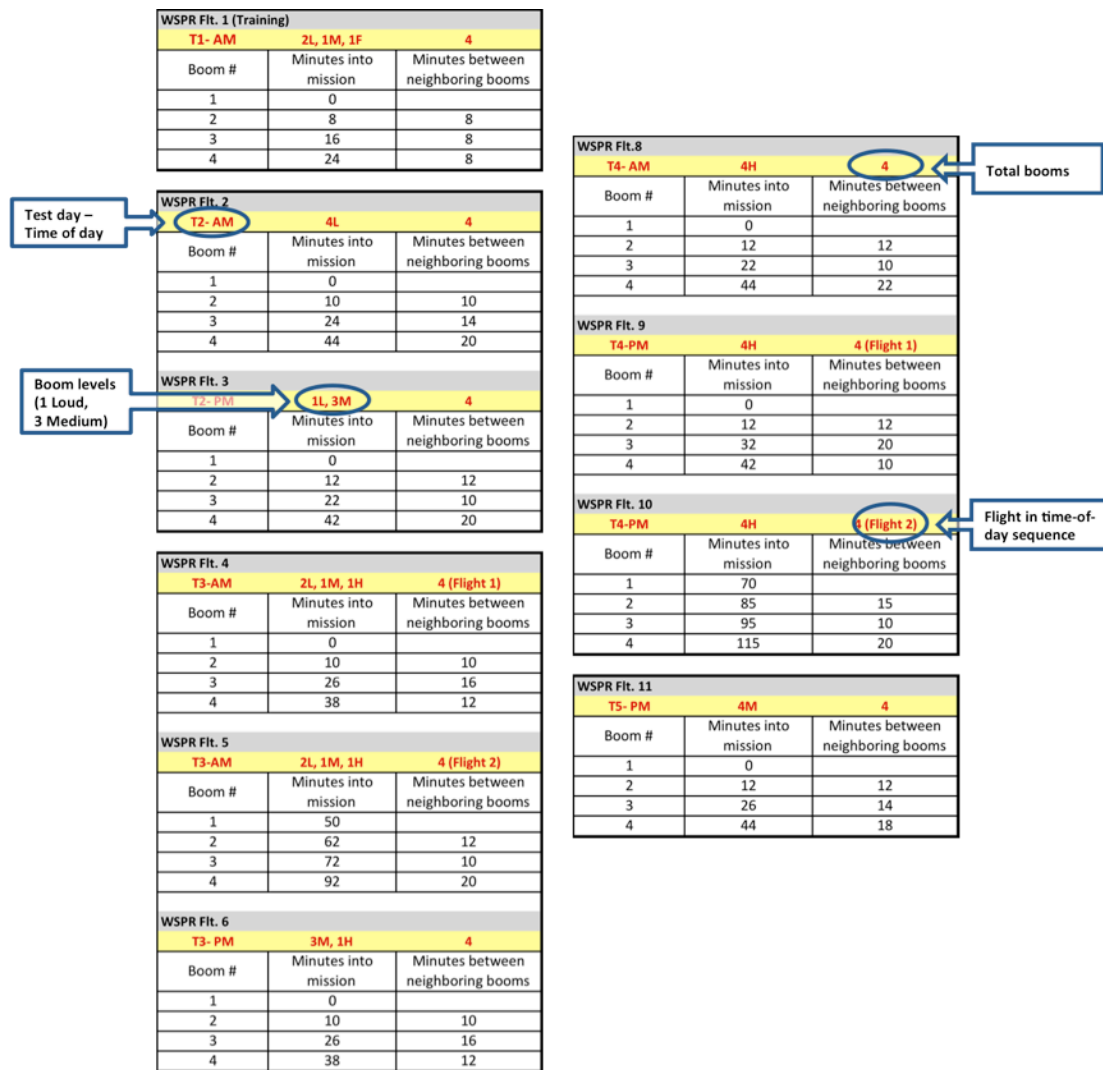 WSPR Flt. 1 (Training)
T1- AM 2L, 1M, 1F 4
Boom # Minutes into mission Minutes between neighboring booms
1 0
2 8 8
3 16 8
4 24 8
Test day –
Time of day
WSPR Flt. 2
T2- AM 4L 4
Boom # Minutes into mission Minutes between neighboring booms
1 0
2 10 10
3 24 14
4 44 20
Boom levels
(1 Loud,
3 Medium)
WSPR Flt. 3
T2- PM 1L, 3M 4
Boom # Minutes into mission Minutes between neighboring booms
1 0
2 12 12
3 22 10
4 42 20
WSPR Flt. 4
T3-AM 2L, 1M, 1H 4 (Flight 1)
Boom # Minutes into mission Minutes between neighboring booms
1 0
2 10 10
3 26 16
4 38 12
WSPR Flt. 5
T3-AM 2L, 1M, 1H 4 (Flight 2)
Boom # Minutes into mission Minutes between neighboring booms
1 50
2 62 12
3 72 10
4 92 20
WSPR Flt. 6
T3- PM 3M, 1H 4
Boom # Minutes into mission Minutes between neighboring booms
1 0
2 10 10
3 26 16
4 38 12
WSPR Flt.8
T4- AM 4H 4
Total booms
Boom # Minutes into mission Minutes between neighboring booms
1 0
2 12 12
3 22 10
4 44 22
WSPR Flt. 9
T4-PM 4H 4 (Flight 1)
Boom # Minutes into mission Minutes between neighboring booms
1 0
2 12 12
3 32 20
4 42 10
WSPR Flt. 10
T4-PM 4H 4 (Flight 2)
Flight in time-of-
day sequence
Boom # Minutes into mission Minutes between neighboring booms
1 70
2 85 15
3 95 10
4 115 20
WSPR Flt. 11
T5- PM 4M 4
Boom # Minutes into mission Minutes between neighboring booms
1 0
2 12 12
3 26 14
4 44 18